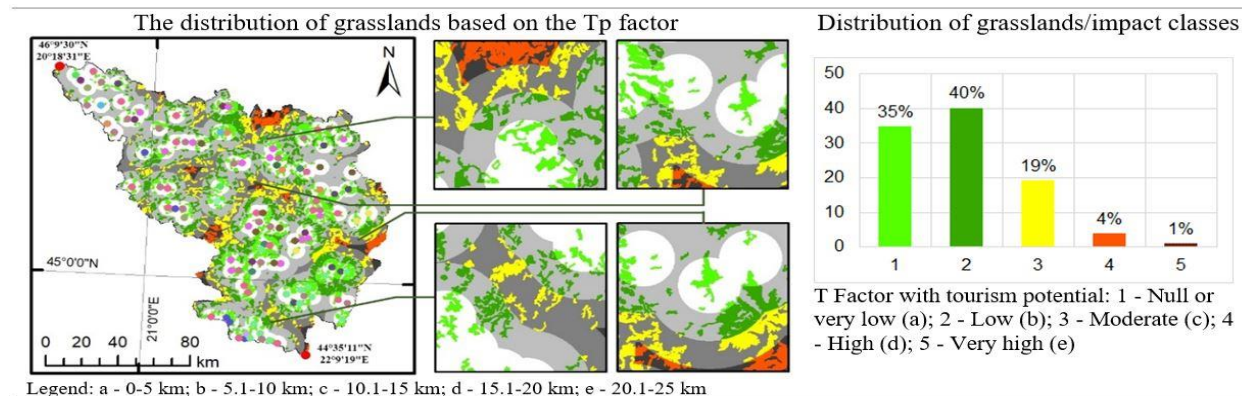 The distribution of grasslands based on the Tp factor
46°9'30"N
20°18'31"E
N
45°0'0"N
21°0'0"E
0 20 40 80
km
44°35'11"N
22°9'19"E
Legend: a - 0-5 km; b - 5.1-10 km; c - 10.1-15 km; d - 15.1-20 km; e - 20.1-25 km
Distribution of grasslands/impact classes
50
40
30
20
10
0
35%
40%
19%
4%
1%
1 2 3 4 5
T Factor with tourism potential: 1 - Null or
very low (a); 2 - Low (b); 3 - Moderate (c); 4
- High (d); 5 - Very high (e)